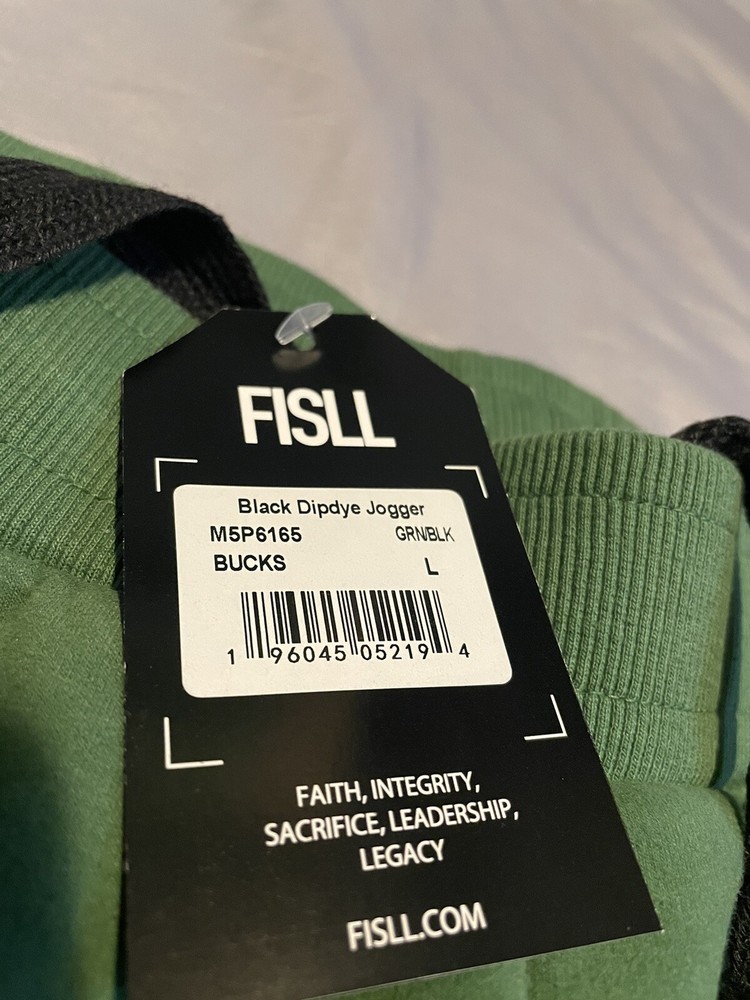 FISLL
Black Dipdye Jogger
M5P6165 GRN/BLK
BUCKS L
1 96045 05219 4
FAITH, INTEGRITY,
SACRIFICE, LEADERSHIP,
LEGACY
FISLL.COM